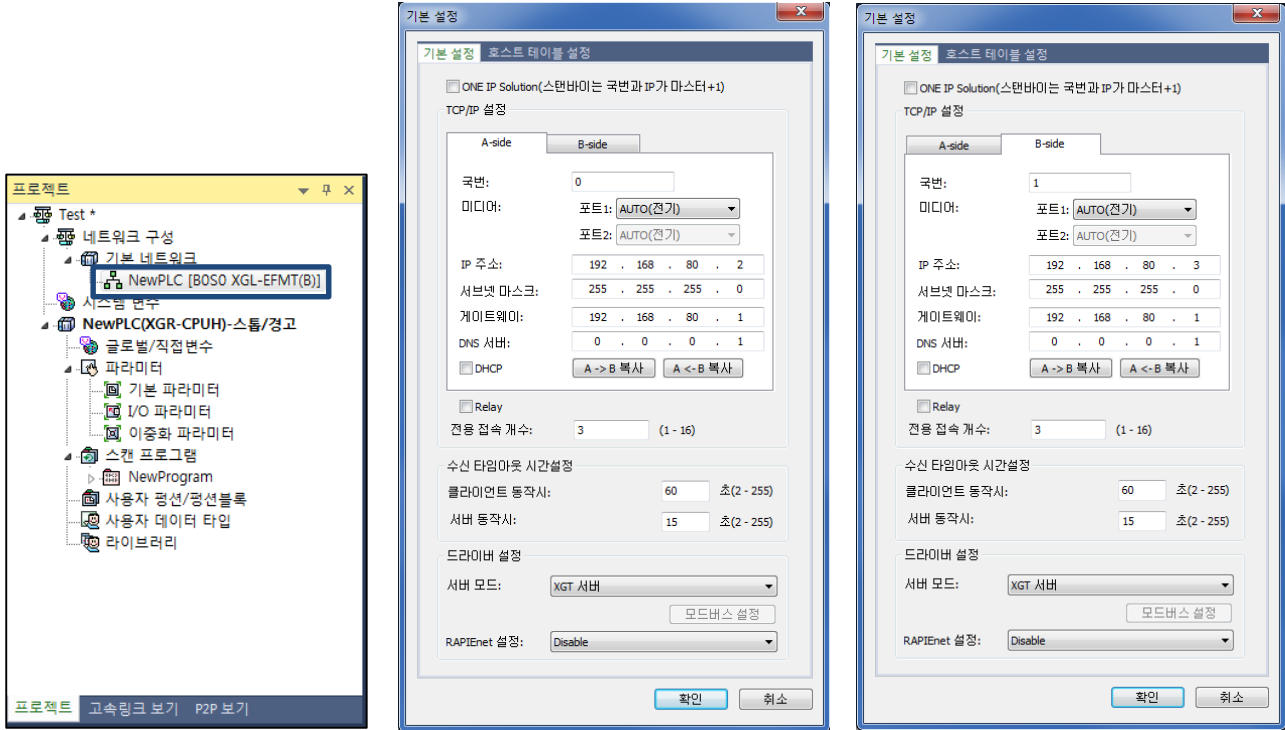 프로젝트
Test *
네트워크 구성
기본 네트워크
NewPLC [B0S0 XGL-EFMT(B)]
시스템 변수
NewPLC(XGR-CPUH)-스톱/경고
글로벌/직접변수
파라미터
기본 파라미터
I/O 파라미터
이중화 파라미터
스캔 프로그램
NewProgram
사용자 펑션/펑션블록
사용자 데이터 타입
라이브러리
프로젝트 고속링크 보기 P2P 보기
기본 설정
기본 설정 호스트 테이블 설정
ONE IP Solution(스탠바이는 국번과 IP가 마스터+1)
TCP/IP 설정
A-side B-side
국번: 0
미디어: 포트1: AUTO(전기)
포트2: AUTO(전기)
IP 주소: 192 . 168 . 80 . 2
서브넷 마스크: 255 . 255 . 255 . 0
게이트웨이: 192 . 168 . 80 . 1
DNS 서버: 0 . 0 . 0 . 1
DHCP A -> B 복사 A <- B 복사
Relay
전용 접속 개수: 3 (1 - 16)
수신 타임아웃 시간설정
클라이언트 동작시: 60 초(2 - 255)
서버 동작시: 15 초(2 - 255)
드라이버 설정
서버 모드: XGT 서버
모드버스 설정
RAPIEnet 설정: Disable
확인 취소
기본 설정
기본 설정 호스트 테이블 설정
ONE IP Solution(스탠바이는 국번과 IP가 마스터+1)
TCP/IP 설정
A-side B-side
국번: 1
미디어: 포트1: AUTO(전기)
포트2: AUTO(전기)
IP 주소: 192 . 168 . 80 . 3
서브넷 마스크: 255 . 255 . 255 . 0
게이트웨이: 192 . 168 . 80 . 1
DNS 서버: 0 . 0 . 0 . 1
DHCP A -> B 복사 A <- B 복사
Relay
전용 접속 개수: 3 (1 - 16)
수신 타임아웃 시간설정
클라이언트 동작시: 60 초(2 - 255)
서버 동작시: 15 초(2 - 255)
드라이버 설정
서버 모드: XGT 서버
모드버스 설정
RAPIEnet 설정: Disable
확인 취소